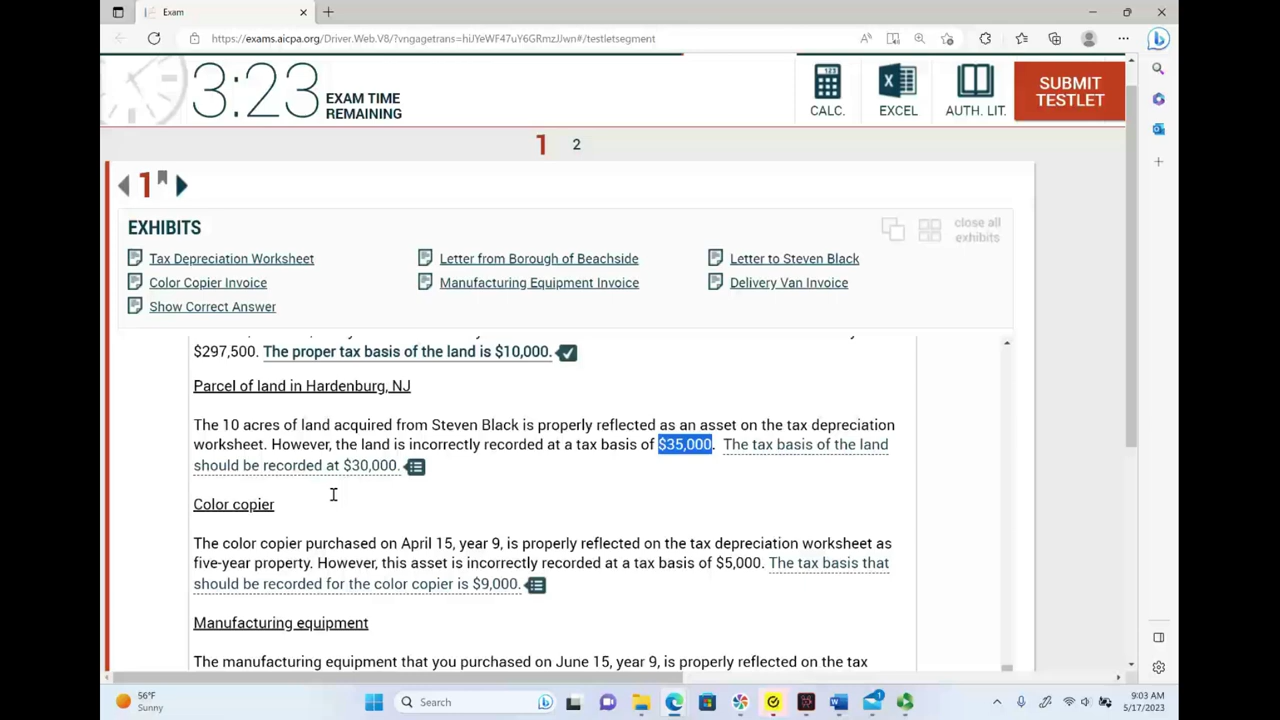 Exam
https://exams.aicpa.org/Driver.Web.V8/?vngagetrans=hiJYeWF47uY6GRmzJJwn#/testletsegment
3:23
EXAM TIME
REMAINING
CALC.
EXCEL
AUTH. LIT.
SUBMIT
TESTLET
1 2
1
EXHIBITS
close all
exhibits
Tax Depreciation Worksheet
Letter from Borough of Beachside
Letter to Steven Black
Color Copier Invoice
Manufacturing Equipment Invoice
Delivery Van Invoice
Show Correct Answer
$297,500. The proper tax basis of the land is $10,000.
Parcel of land in Hardenburg, NJ
The 10 acres of land acquired from Steven Black is properly reflected as an asset on the tax depreciation
worksheet. However, the land is incorrectly recorded at a tax basis of $35,000. The tax basis of the land
should be recorded at $30,000.
Color copier
The color copier purchased on April 15, year 9, is properly reflected on the tax depreciation worksheet as
five-year property. However, this asset is incorrectly recorded at a tax basis of $5,000. The tax basis that
should be recorded for the color copier is $9,000.
Manufacturing equipment
The manufacturing equipment that you purchased on June 15, year 9, is properly reflected on the tax
56°F
Sunny
Search
9:03 AM
5/17/2023